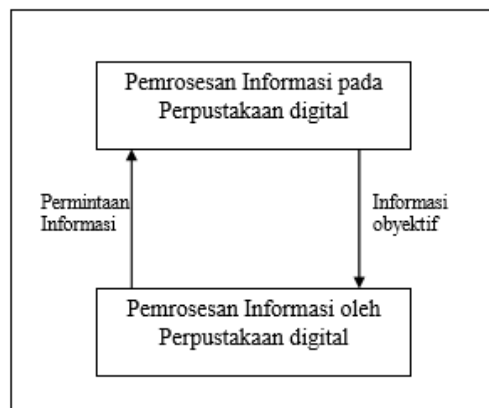 Pemrosesan Informasi pada
Perpustakaan digital
Permintaan
Informasi
Informasi
obyektif
Pemrosesan Informasi oleh
Perpustakaan digital